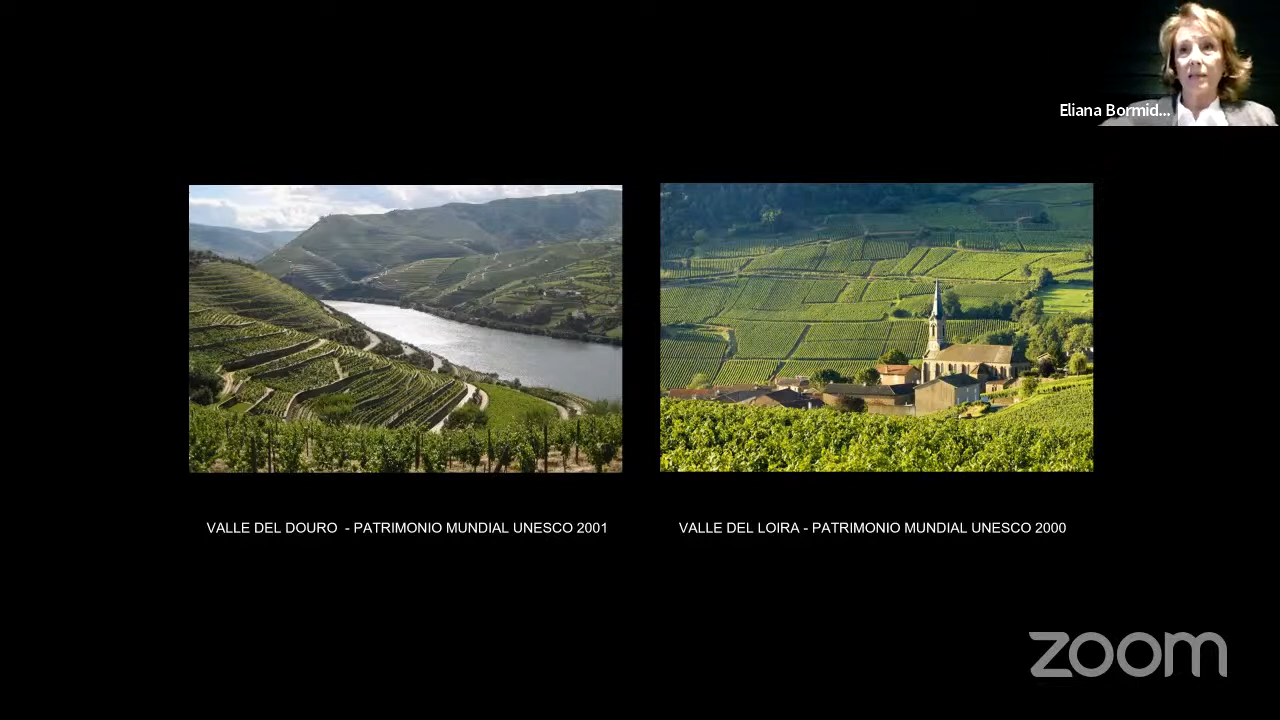 Eliana Bormid...
VALLE DEL DOURO - PATRIMONIO MUNDIAL UNESCO 2001
VALLE DEL LOIRA - PATRIMONIO MUNDIAL UNESCO 2000
zoom